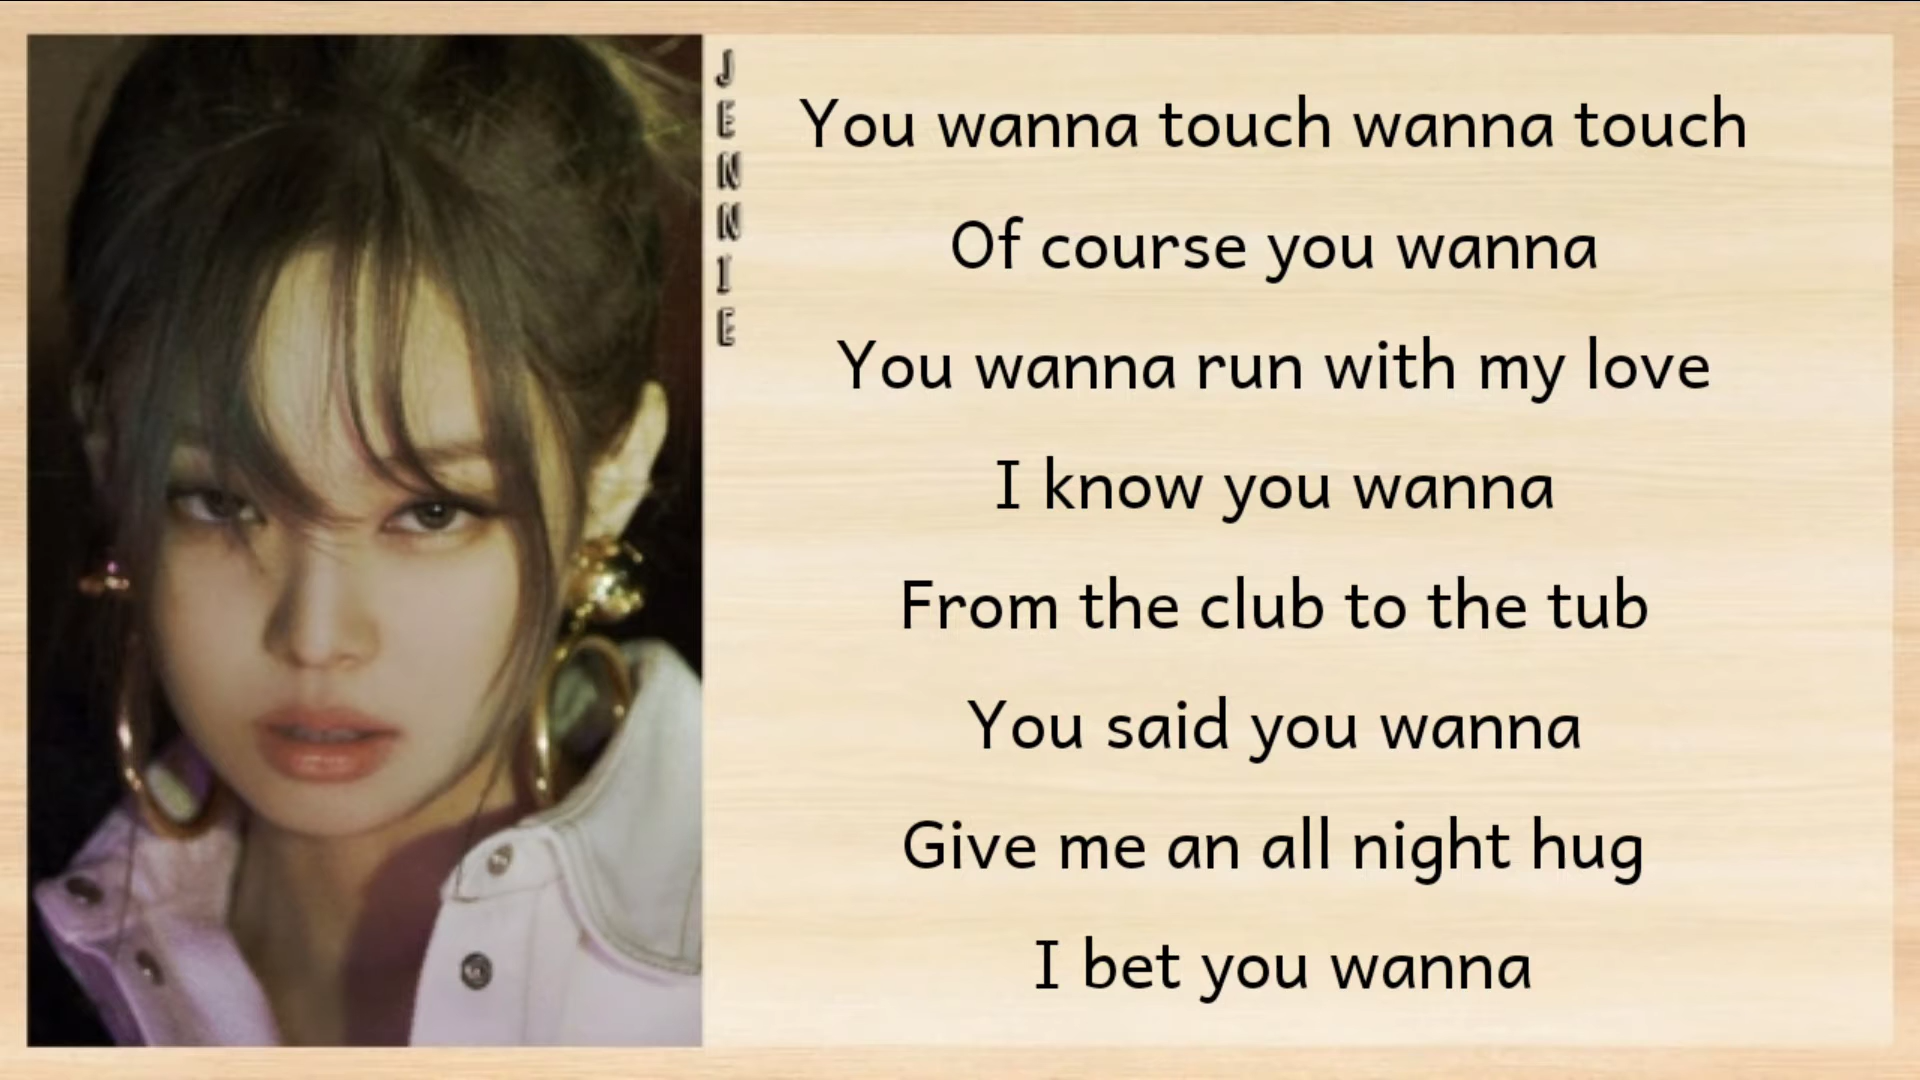 JENNIE
You wanna touch wanna touch
Of course you wanna
You wanna run with my love
I know you wanna
From the club to the tub
You said you wanna
Give me an all night hug
I bet you wanna